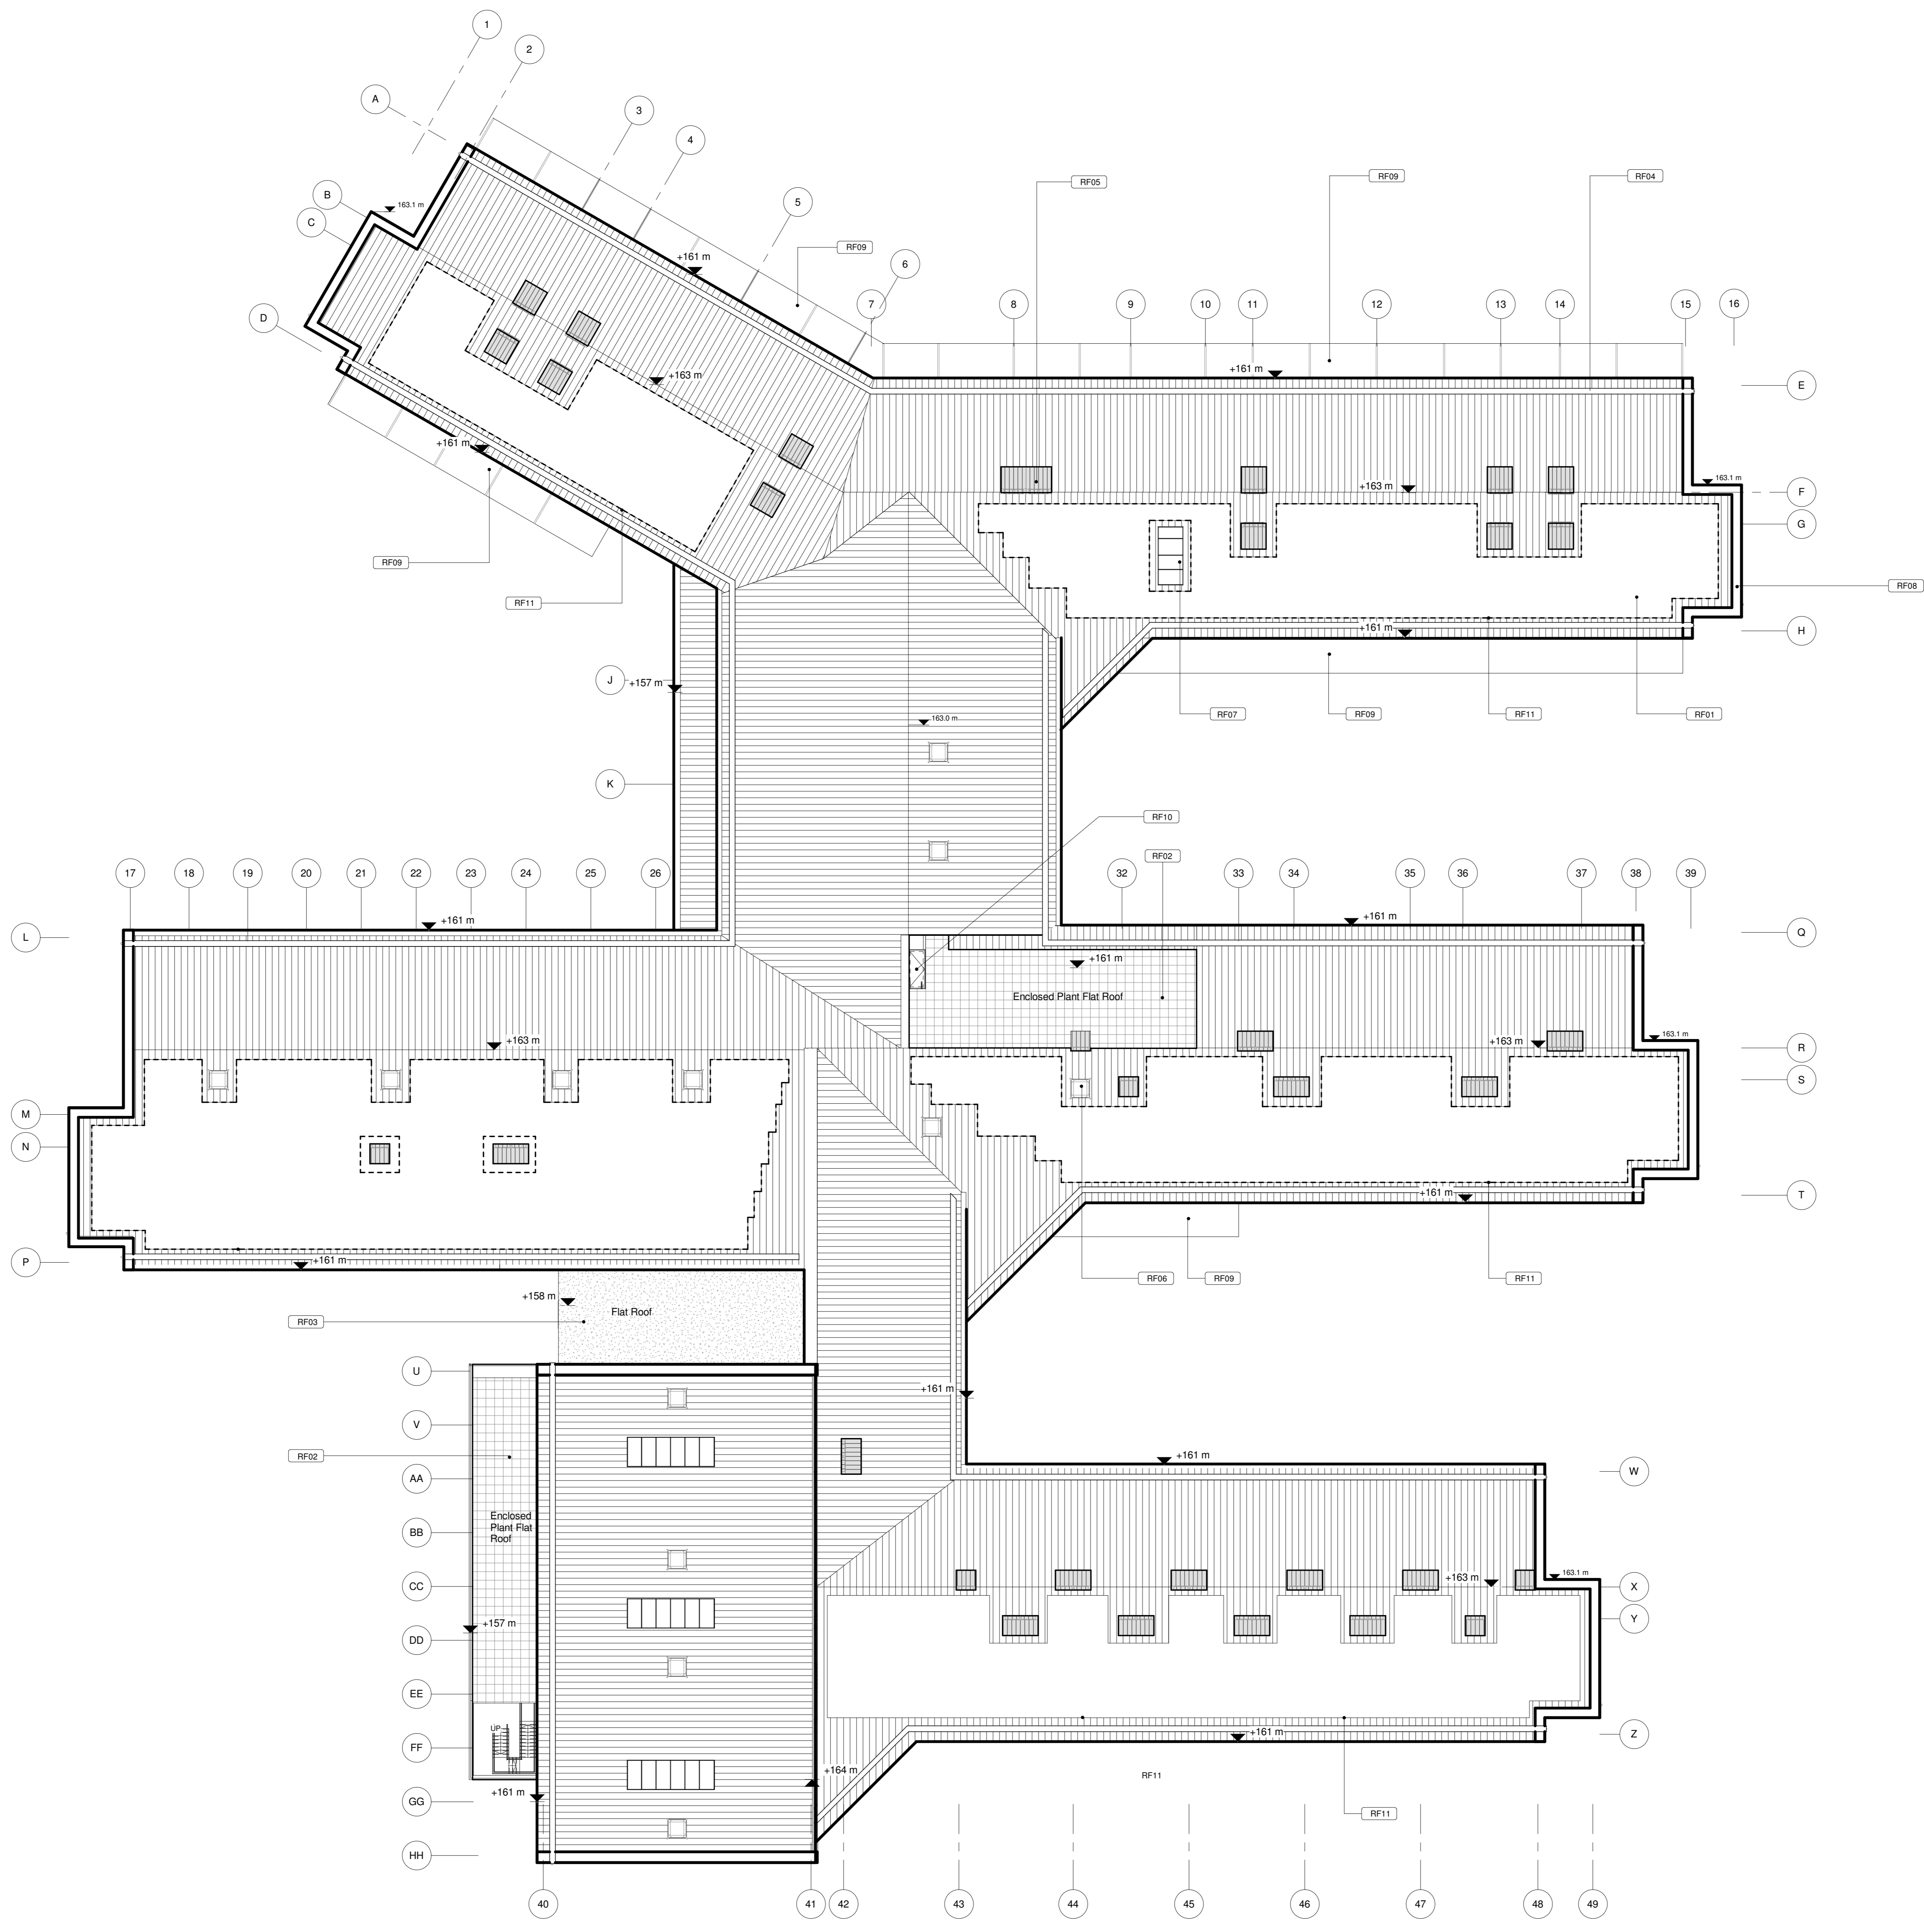 1
2
A
3
4
B
C
163.1 m
5
D
+161 m
RF09
6
7
+163 m
+161 m
RF09
RF11
RF05
RF09
RF04
8
9
10
11
12
13
14
15
16
+161 m
E
163.1 m
+163 m
F
G
RF08
+161 m
H
RF07
RF09
RF11
RF01
J
+157 m
163.0 m
K
RF10
RF02
17
18
19
20
21
22
23
24
25
26
32
33
34
35
36
37
38
39
L
+161 m
+161 m
Q
+161 m
Enclosed Plant Flat Roof
+163 m
+163 m
163.1 m
R
S
M
N
+161 m
T
P
+161 m
RF06
RF09
RF11
+158 m
Flat Roof
RF03
U
+161 m
V
RF02
+161 m
W
AA
Enclosed
Plant Flat
Roof
BB
CC
+163 m
163.1 m
X
Y
+157 m
DD
EE
UP
FF
+161 m
Z
+164 m
RF11
+161 m
GG
RF11
HH
40
41
42
43
44
45
46
47
48
49